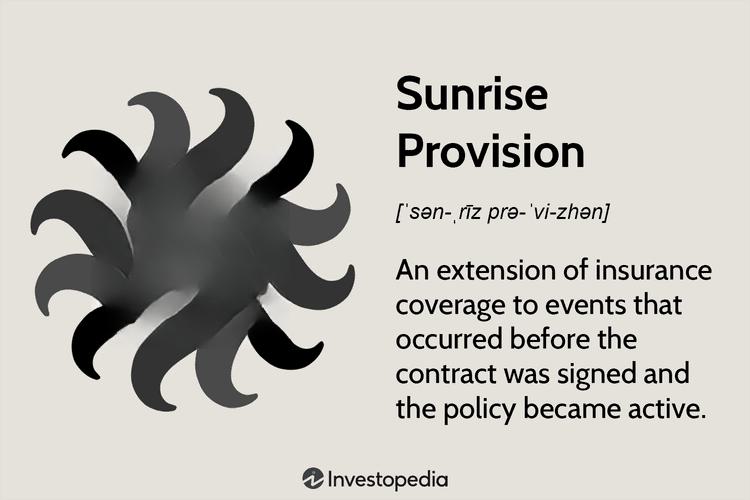 Sunrise
Provision
[ˈsən-ˌrīz prə-ˈvi-zhən]
An extension of insurance
coverage to events that
occurred before the
contract was signed and
the policy became active.
Investopedia